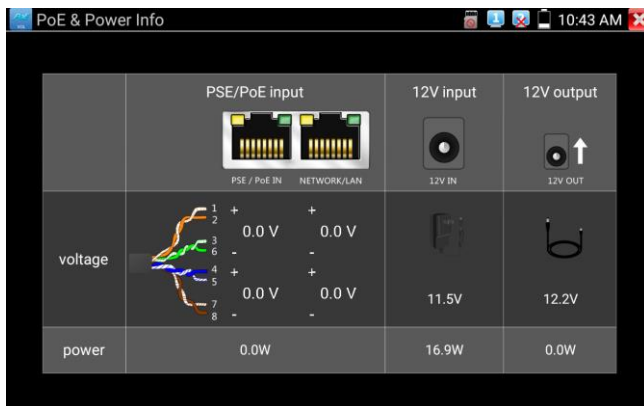 PoE & Power Info
1
10:43 AM
PSE/PoE input
12V input
12V output
PSE / PoE IN
NETWORK/LAN
12V IN
12V OUT
voltage
1 + +
2
0.0 V 0.0 V
3
6 - -
4 + +
5
0.0 V 0.0 V
7
8 - -
11.5V
12.2V
power
0.0W
16.9W
0.0W